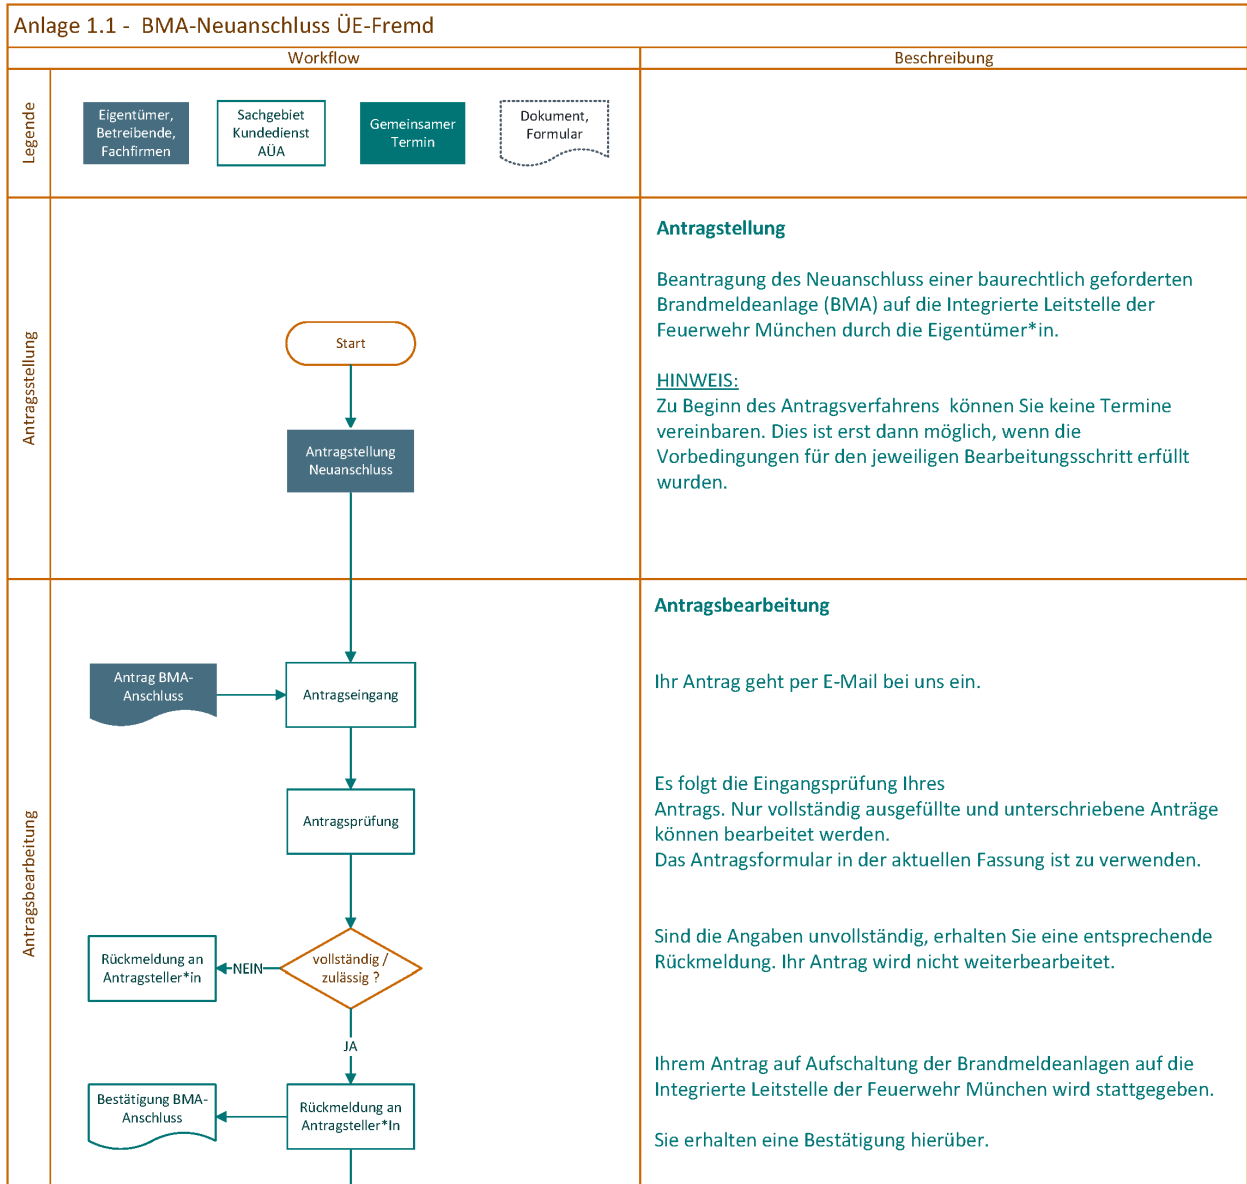 Anlage 1.1 -  BMA-Neuanschluss ÜE-Fremd
Workflow
Beschreibung
Legende
Eigentümer,
Betreibende,
Fachfirmen
Sachgebiet
Kundedienst
AÜA
Gemeinsamer
Termin
Dokument,
Formular
Antragsstellung
Start
Antragstellung
Neuanschluss
Antragstellung
Beantragung des Neuanschluss einer baurechtlich geforderten
Brandmeldeanlage (BMA) auf die Integrierte Leitstelle der
Feuerwehr München durch die Eigentümer*in.
HINWEIS:
Zu Beginn des Antragsverfahrens  können Sie keine Termine
vereinbaren. Dies ist erst dann möglich, wenn die
Vorbedingungen für den jeweiligen Bearbeitungsschritt erfüllt
wurden.
Antragsbearbeitung
Antrag BMA-
Anschluss
Antragseingang
Antragsprüfung
vollständig /
zulässig ?
NEIN
Rückmeldung an
Antragsteller*in
JA
Rückmeldung an
Antragsteller*In
Bestätigung BMA-
Anschluss
Antragsbearbeitung
Ihr Antrag geht per E-Mail bei uns ein.
Es folgt die Eingangsprüfung Ihres
Antrags. Nur vollständig ausgefüllte und unterschriebene Anträge
können bearbeitet werden.
Das Antragsformular in der aktuellen Fassung ist zu verwenden.
Sind die Angaben unvollständig, erhalten Sie eine entsprechende
Rückmeldung. Ihr Antrag wird nicht weiterbearbeitet.
Ihrem Antrag auf Aufschaltung der Brandmeldeanlagen auf die
Integrierte Leitstelle der Feuerwehr München wird stattgegeben.
Sie erhalten eine Bestätigung hierüber.